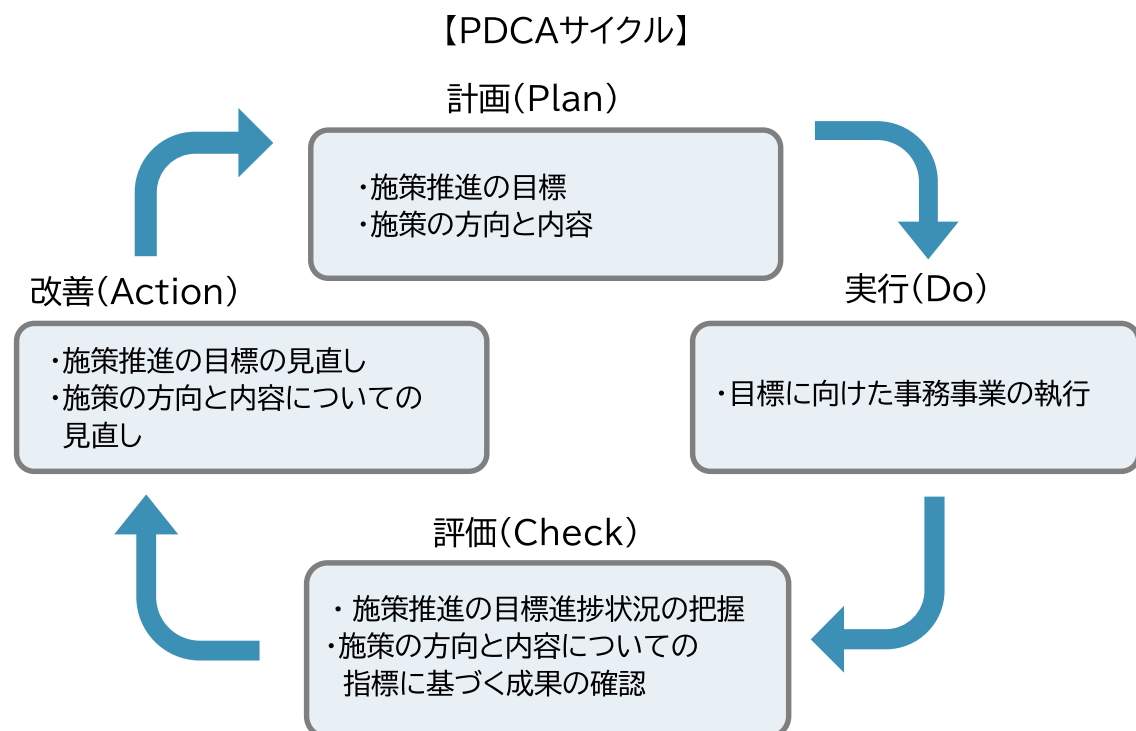 【PDCAサイクル】
計画(Plan)
・施策推進の目標
・施策の方向と内容
実行(Do)
・目標に向けた事務事業の執行
評価(Check)
・ 施策推進の目標進捗状況の把握
・施策の方向と内容についての
指標に基づく成果の確認
改善(Action)
・施策推進の目標の見直し
・施策の方向と内容についての
見直し